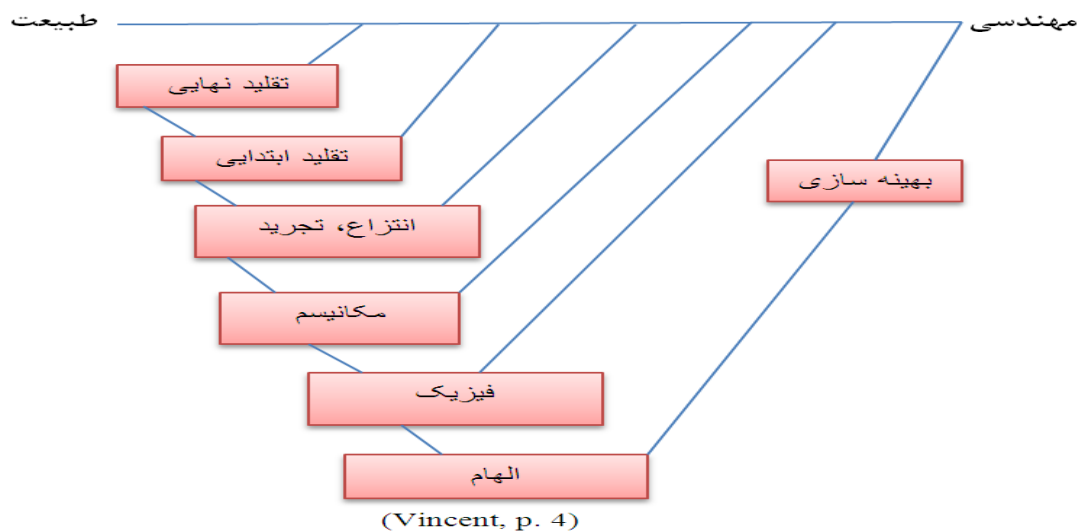 طبیعت
مهندسی
تقلید نهایی
تقلید ابتدایی
بهینه سازی
انتزاع، تجرید
مکانیسم
فیزیک
الهام
(Vincent, p. 4)